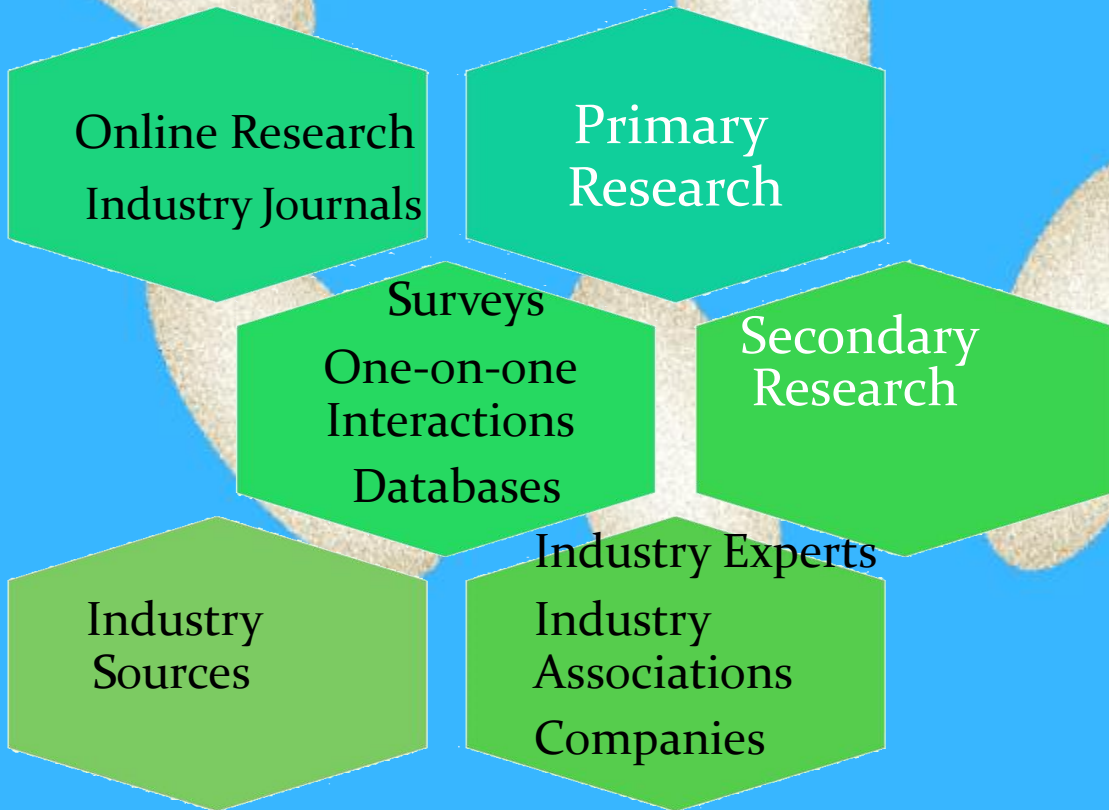 Online Research
Industry Journals
Primary
Research
Surveys
One-on-one
Interactions
Databases
Secondary
Research
Industry
Sources
Industry Experts
Industry
Associations
Companies